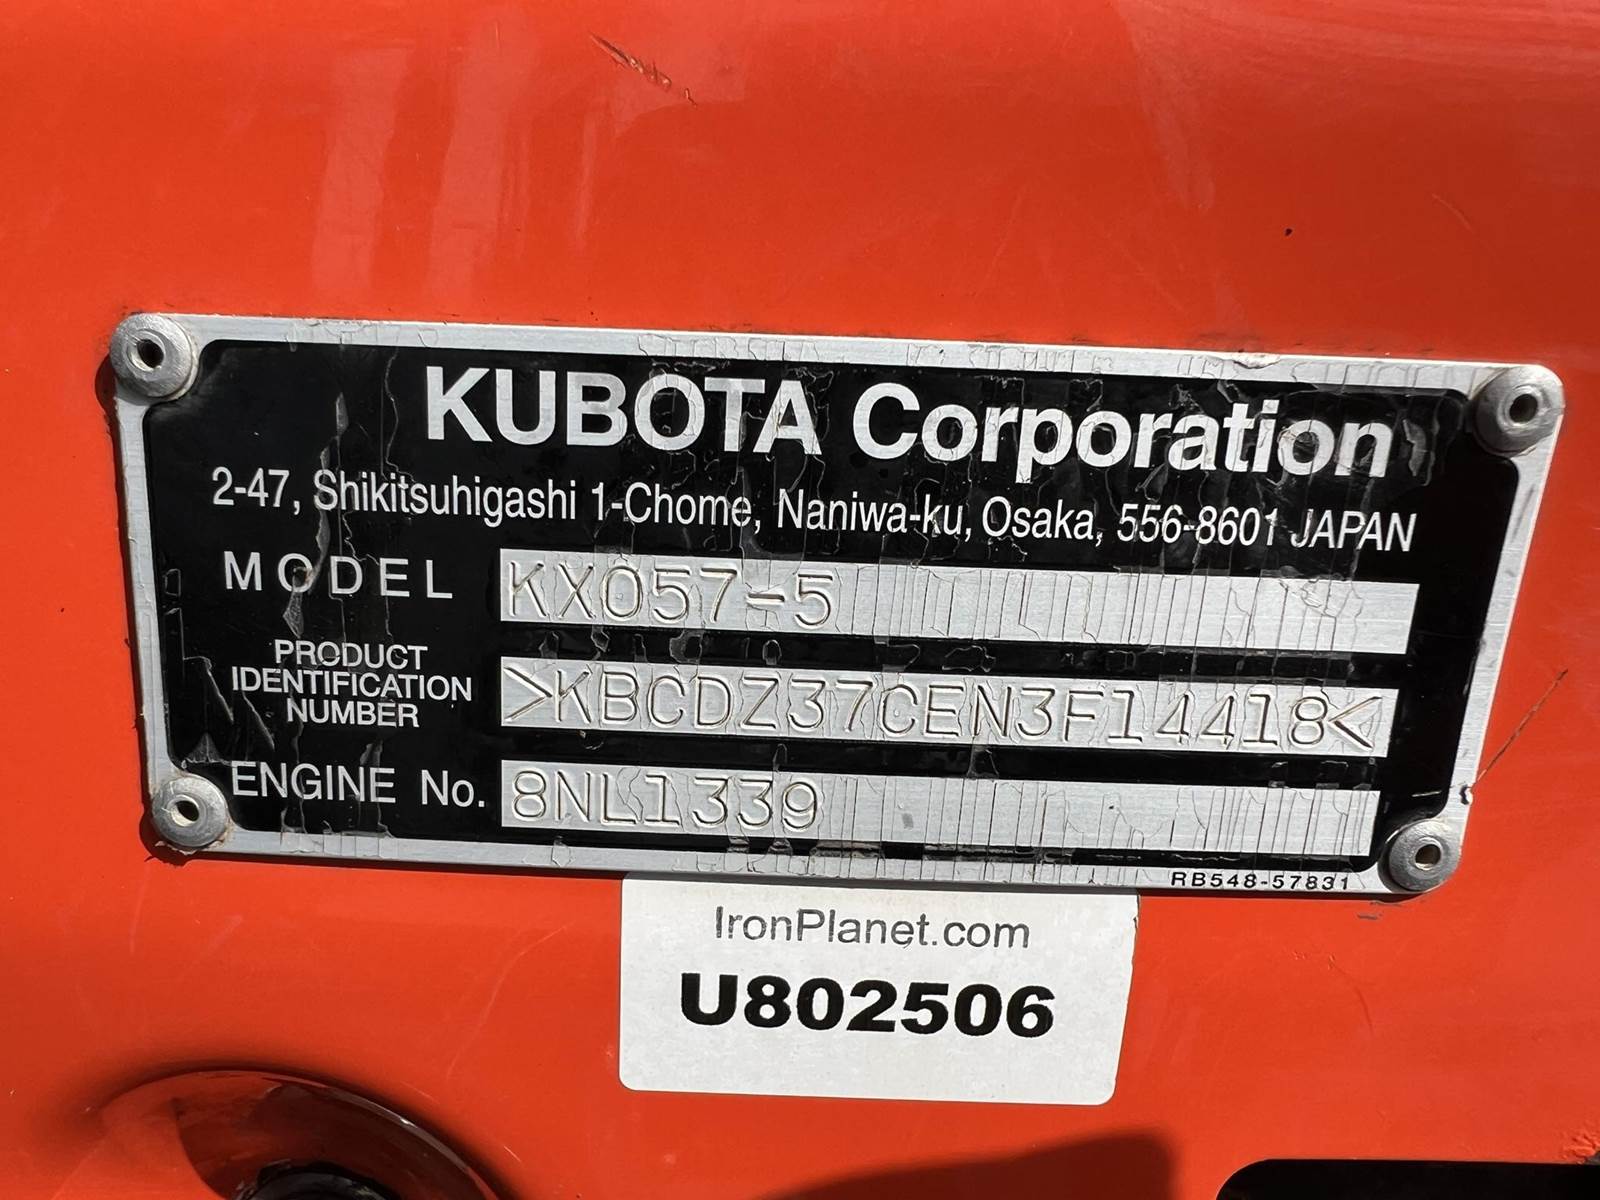 KUBOTA Corporation
2-47, Shikitsuhigashi 1-Chome, Naniwa-ku, Osaka, 556-8601 JAPAN
MODEL KX057-5
PRODUCT
IDENTIFICATION
NUMBER
>KBCDZ37CEN3F14418<
ENGINE No. 8NL1339
RB548-57831
IronPlanet.com
U802506